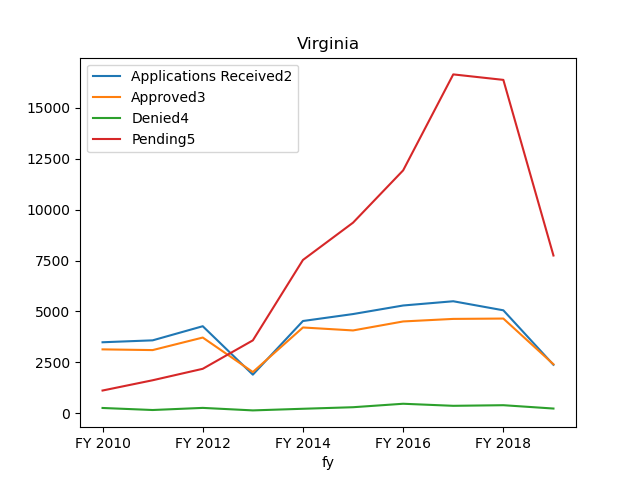 Virginia
Applications Received2
Approved3
Denied4
Pending5
15000
12500
10000
7500
5000
2500
0
FY 2010 FY 2012 FY 2014 FY 2016 FY 2018
fy